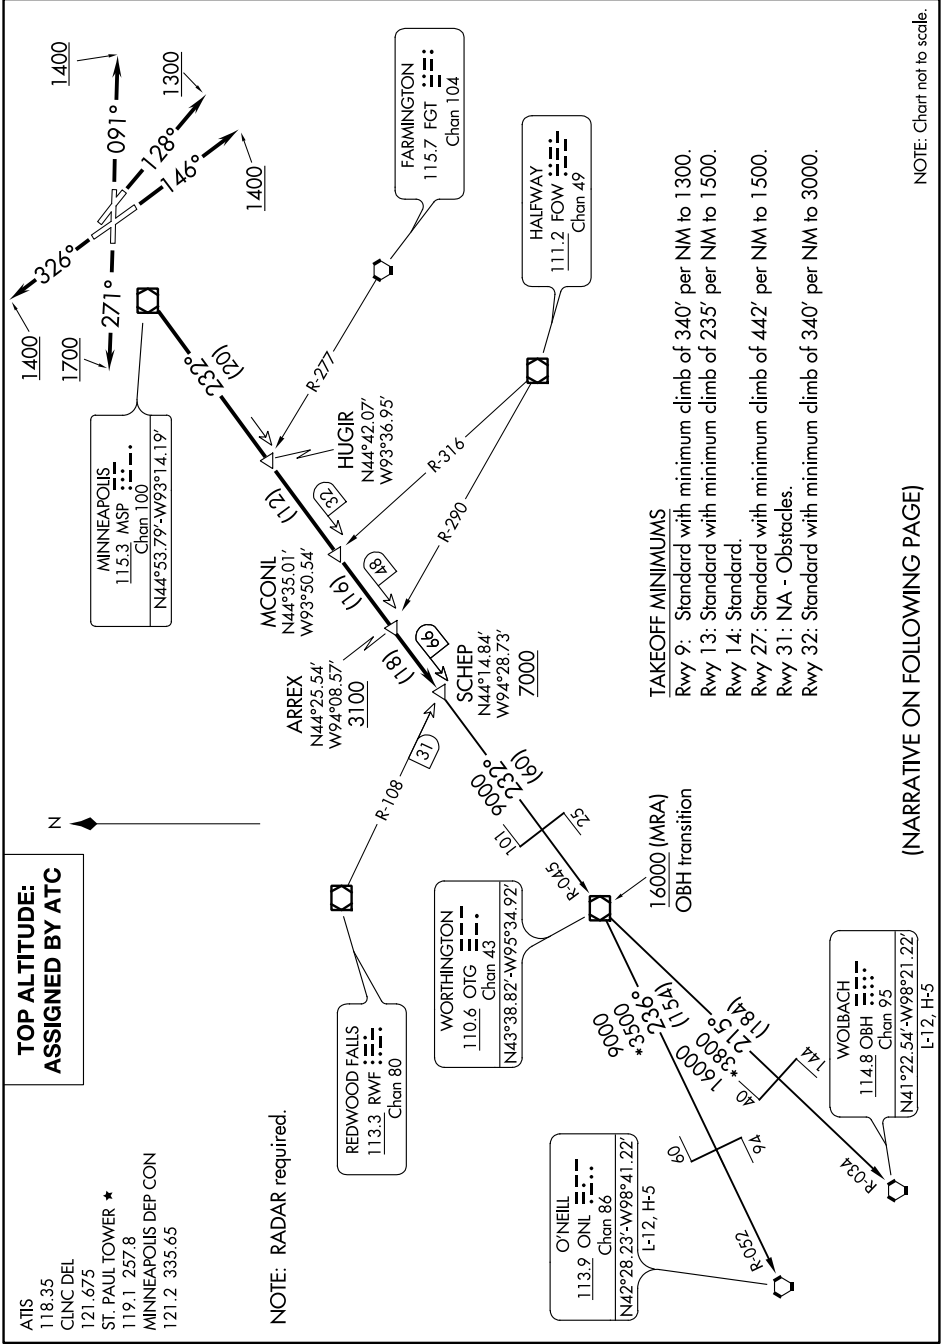 TOP ALTITUDE:
ASSIGNED BY ATC
ATIS
118.35
CLNC DEL
121.675
ST. PAUL TOWER ★
119.1 257.8
MINNEAPOLIS DEP CON
121.2 335.65
NOTE: RADAR required.
N
1400
326°
1700
271°
1400
091°
1300
128°
146°
1400
MINNEAPOLIS
115.3 MSP
Chan 100
N44°53.79'-W93°14.19'
FARMINGTON
115.7 FGT
Chan 104
HALFWAY
111.2 FOW
Chan 49
232°
(20)
R-277
HUGIR
N44°42.07'
W93°36.95'
(12)
32
R-316
MCONL
N44°35.01'
W93°50.54'
(16)
48
R-290
ARREX
N44°25.54'
W94°08.57'
3100
(18)
66
SCHEP
N44°14.84'
W94°28.73'
7000
R-108
31
REDWOOD FALLS
113.3 RWF
Chan 80
9000
232°
(60)
101
25
R-045
WORTHINGTON
110.6 OTG
Chan 43
N43°38.82'-W95°34.92'
16000 (MRA)
OBH transition
9000
*3500
236°
(154)
60
94
R-052
16000
*3800
215°
(184)
40
144
R-034
O'NEILL
113.9 ONL
Chan 86
N42°28.23'-W98°41.22'
L-12, H-5
WOLBACH
114.8 OBH
Chan 95
N41°22.54'-W98°21.22'
L-12, H-5
TAKEOFF MINIMUMS
Rwy 9: Standard with minimum climb of 340' per NM to 1300.
Rwy 13: Standard with minimum climb of 235' per NM to 1500.
Rwy 14: Standard.
Rwy 27: Standard with minimum climb of 442' per NM to 1500.
Rwy 31: NA - Obstacles.
Rwy 32: Standard with minimum climb of 340' per NM to 3000.
(NARRATIVE ON FOLLOWING PAGE)
NOTE: Chart not to scale.